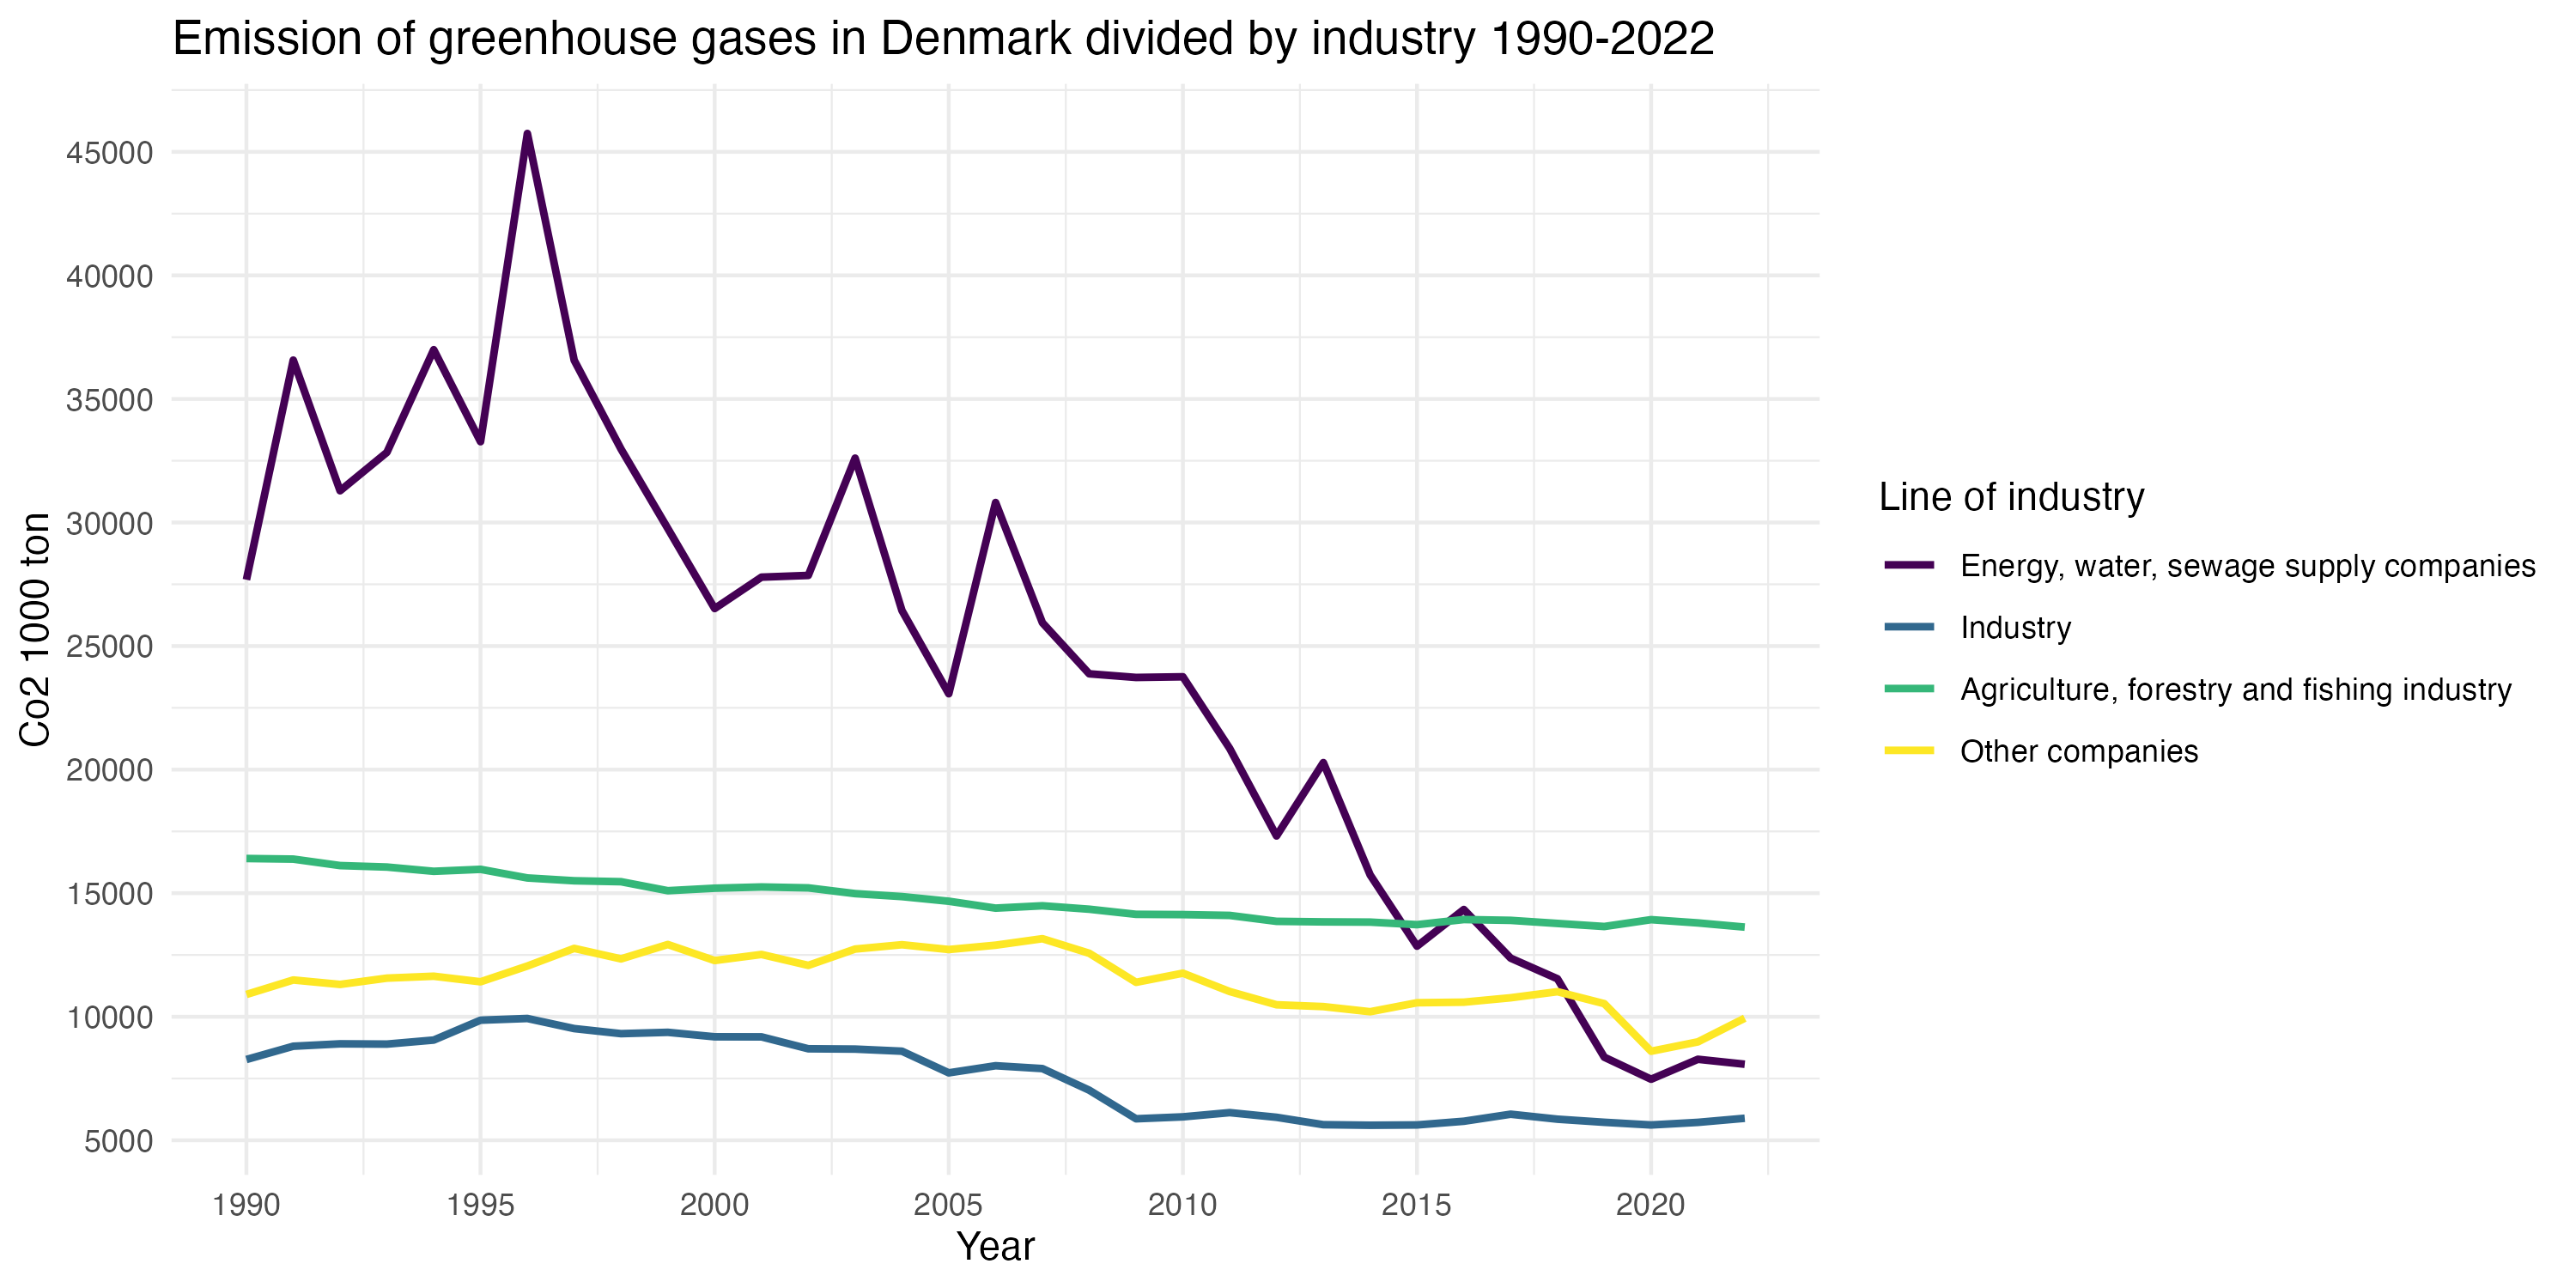 Emission of greenhouse gases in Denmark divided by industry 1990-2022
Co2 1000 ton
45000
40000
35000
30000
25000
20000
15000
10000
5000
1990 1995 2000 2005 2010 2015 2020
Year
Line of industry
Energy, water, sewage supply companies
Industry
Agriculture, forestry and fishing industry
Other companies